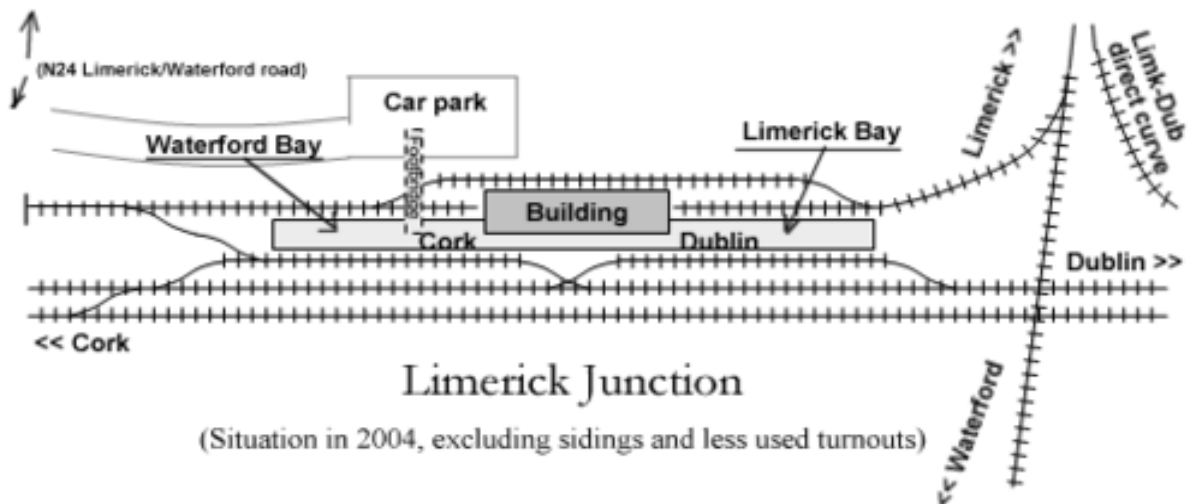 (N24 Limerick/Waterford road)
Car park
Waterford Bay
Limerick Bay
Limerick >>
Limk-Dub
direct curve
Footbridge
Building
Cork
Dublin
Dublin >>
<< Cork
Limerick Junction
(Situation in 2004, excluding sidings and less used turnouts)
<< Waterford